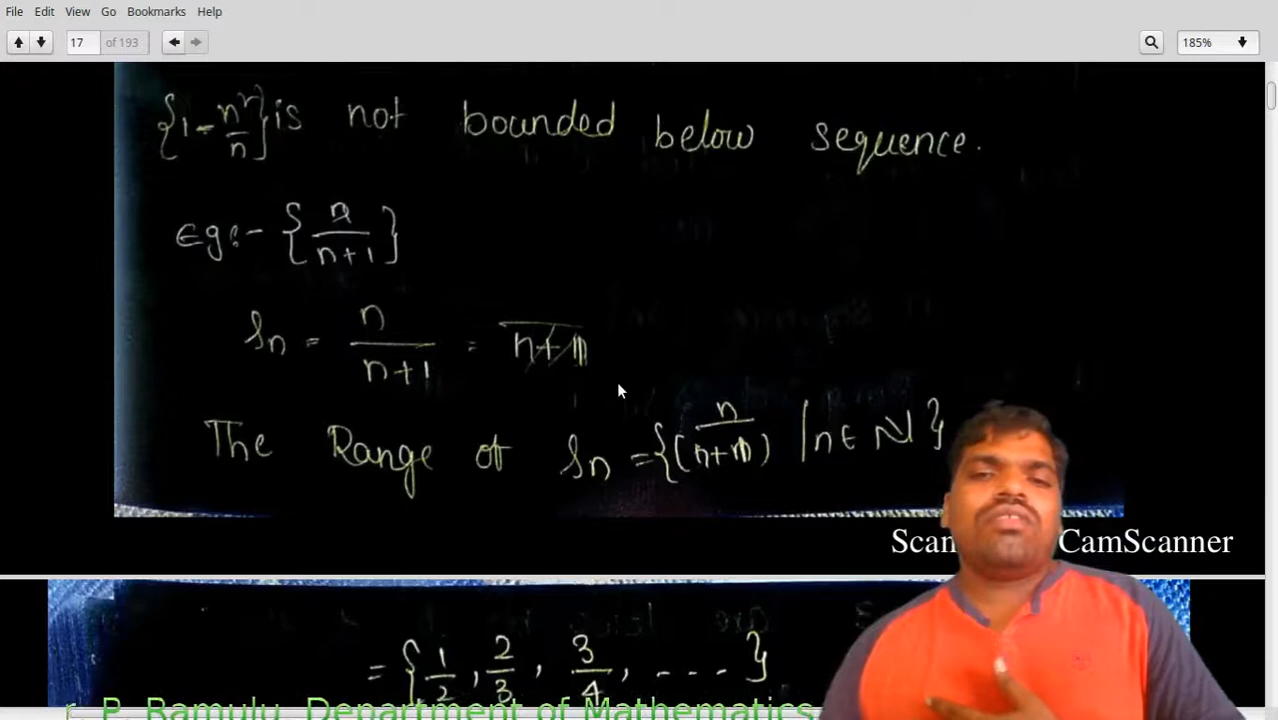 File Edit View Go Bookmarks Help
17 of 193 185%
{1-n²/n} is not bounded below sequence.
Eg:- {n/n+1}
Sn = n/n+1 =
The Range of Sn = {(n/n+1) / n∈N}
Scan CamScanner
= {1/2, 2/3, 3/4, ....}
r. P. Ramulu, Department of Mathematics